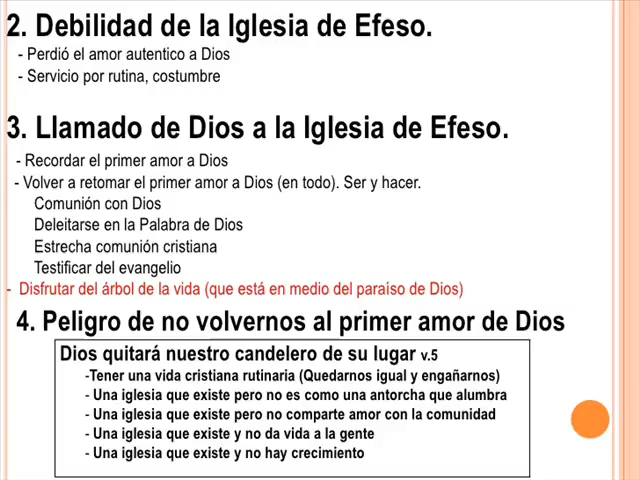 2. Debilidad de la Iglesia de Efeso.
- Perdió el amor autentico a Dios
- Servicio por rutina, costumbre
3. Llamado de Dios a la Iglesia de Efeso.
- Recordar el primer amor a Dios
- Volver a retomar el primer amor a Dios (en todo). Ser y hacer.
Comunión con Dios
Deleitarse en la Palabra de Dios
Estrecha comunión cristiana
Testificar del evangelio
- Disfrutar del árbol de la vida (que está en medio del paraíso de Dios)
4. Peligro de no volvernos al primer amor de Dios
Dios quitará nuestro candelero de su lugar v.5
-Tener una vida cristiana rutinaria (Quedarnos igual y engañarnos)
- Una iglesia que existe pero no es como una antorcha que alumbra
- Una iglesia que existe pero no comparte amor con la comunidad
- Una iglesia que existe y no da vida a la gente
- Una iglesia que existe y no hay crecimiento